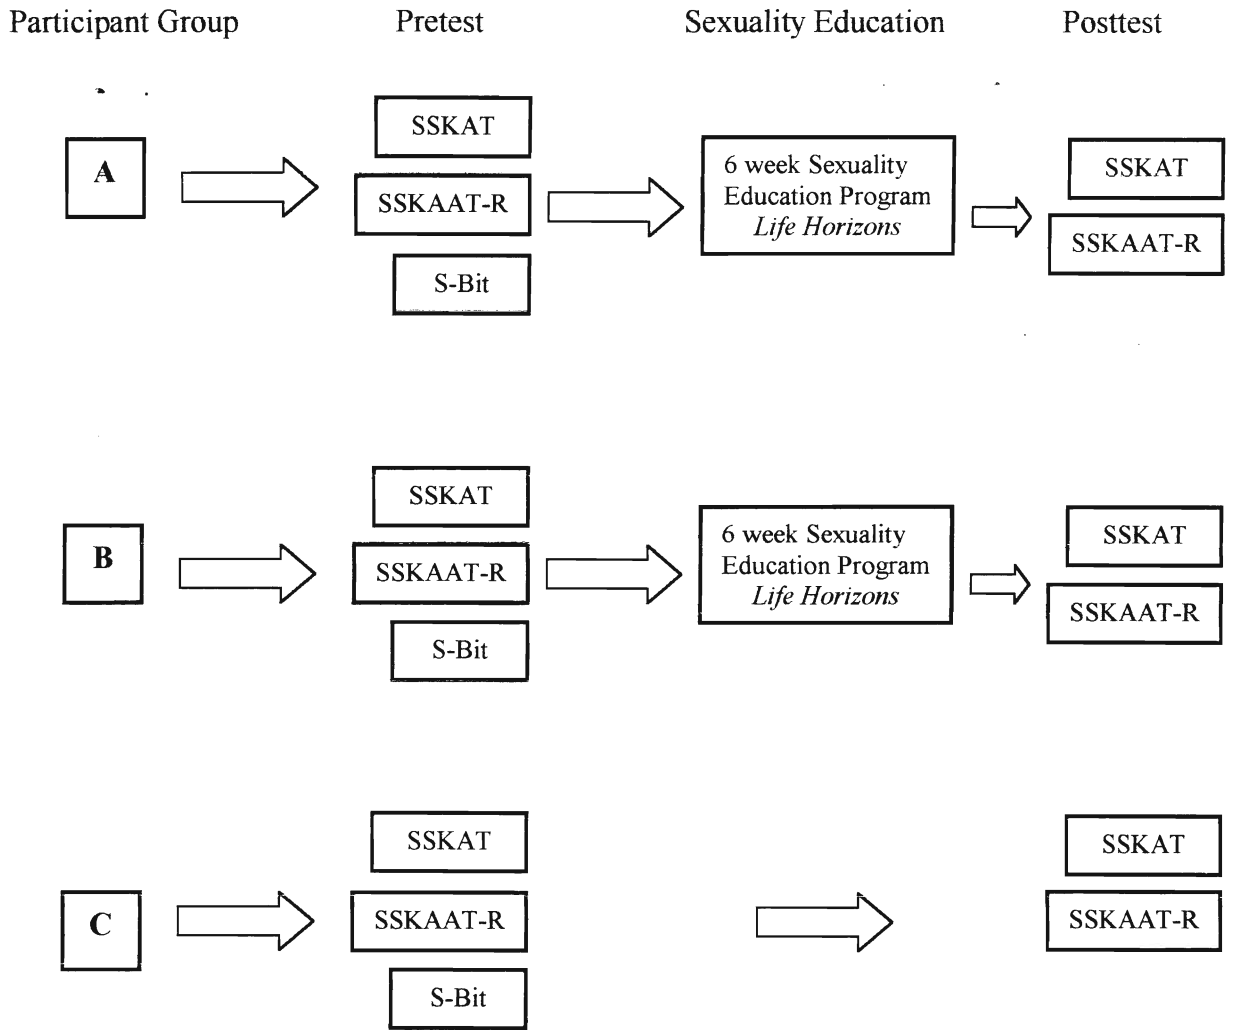 Participant Group Pretest Sexuality Education Posttest
A
SSKAT
SSKAAT-R
S-Bit
6 week Sexuality
Education Program
Life Horizons
SSKAT
SSKAAT-R
B
SSKAT
SSKAAT-R
S-Bit
6 week Sexuality
Education Program
Life Horizons
SSKAT
SSKAAT-R
C
SSKAT
SSKAAT-R
S-Bit
SSKAT
SSKAAT-R